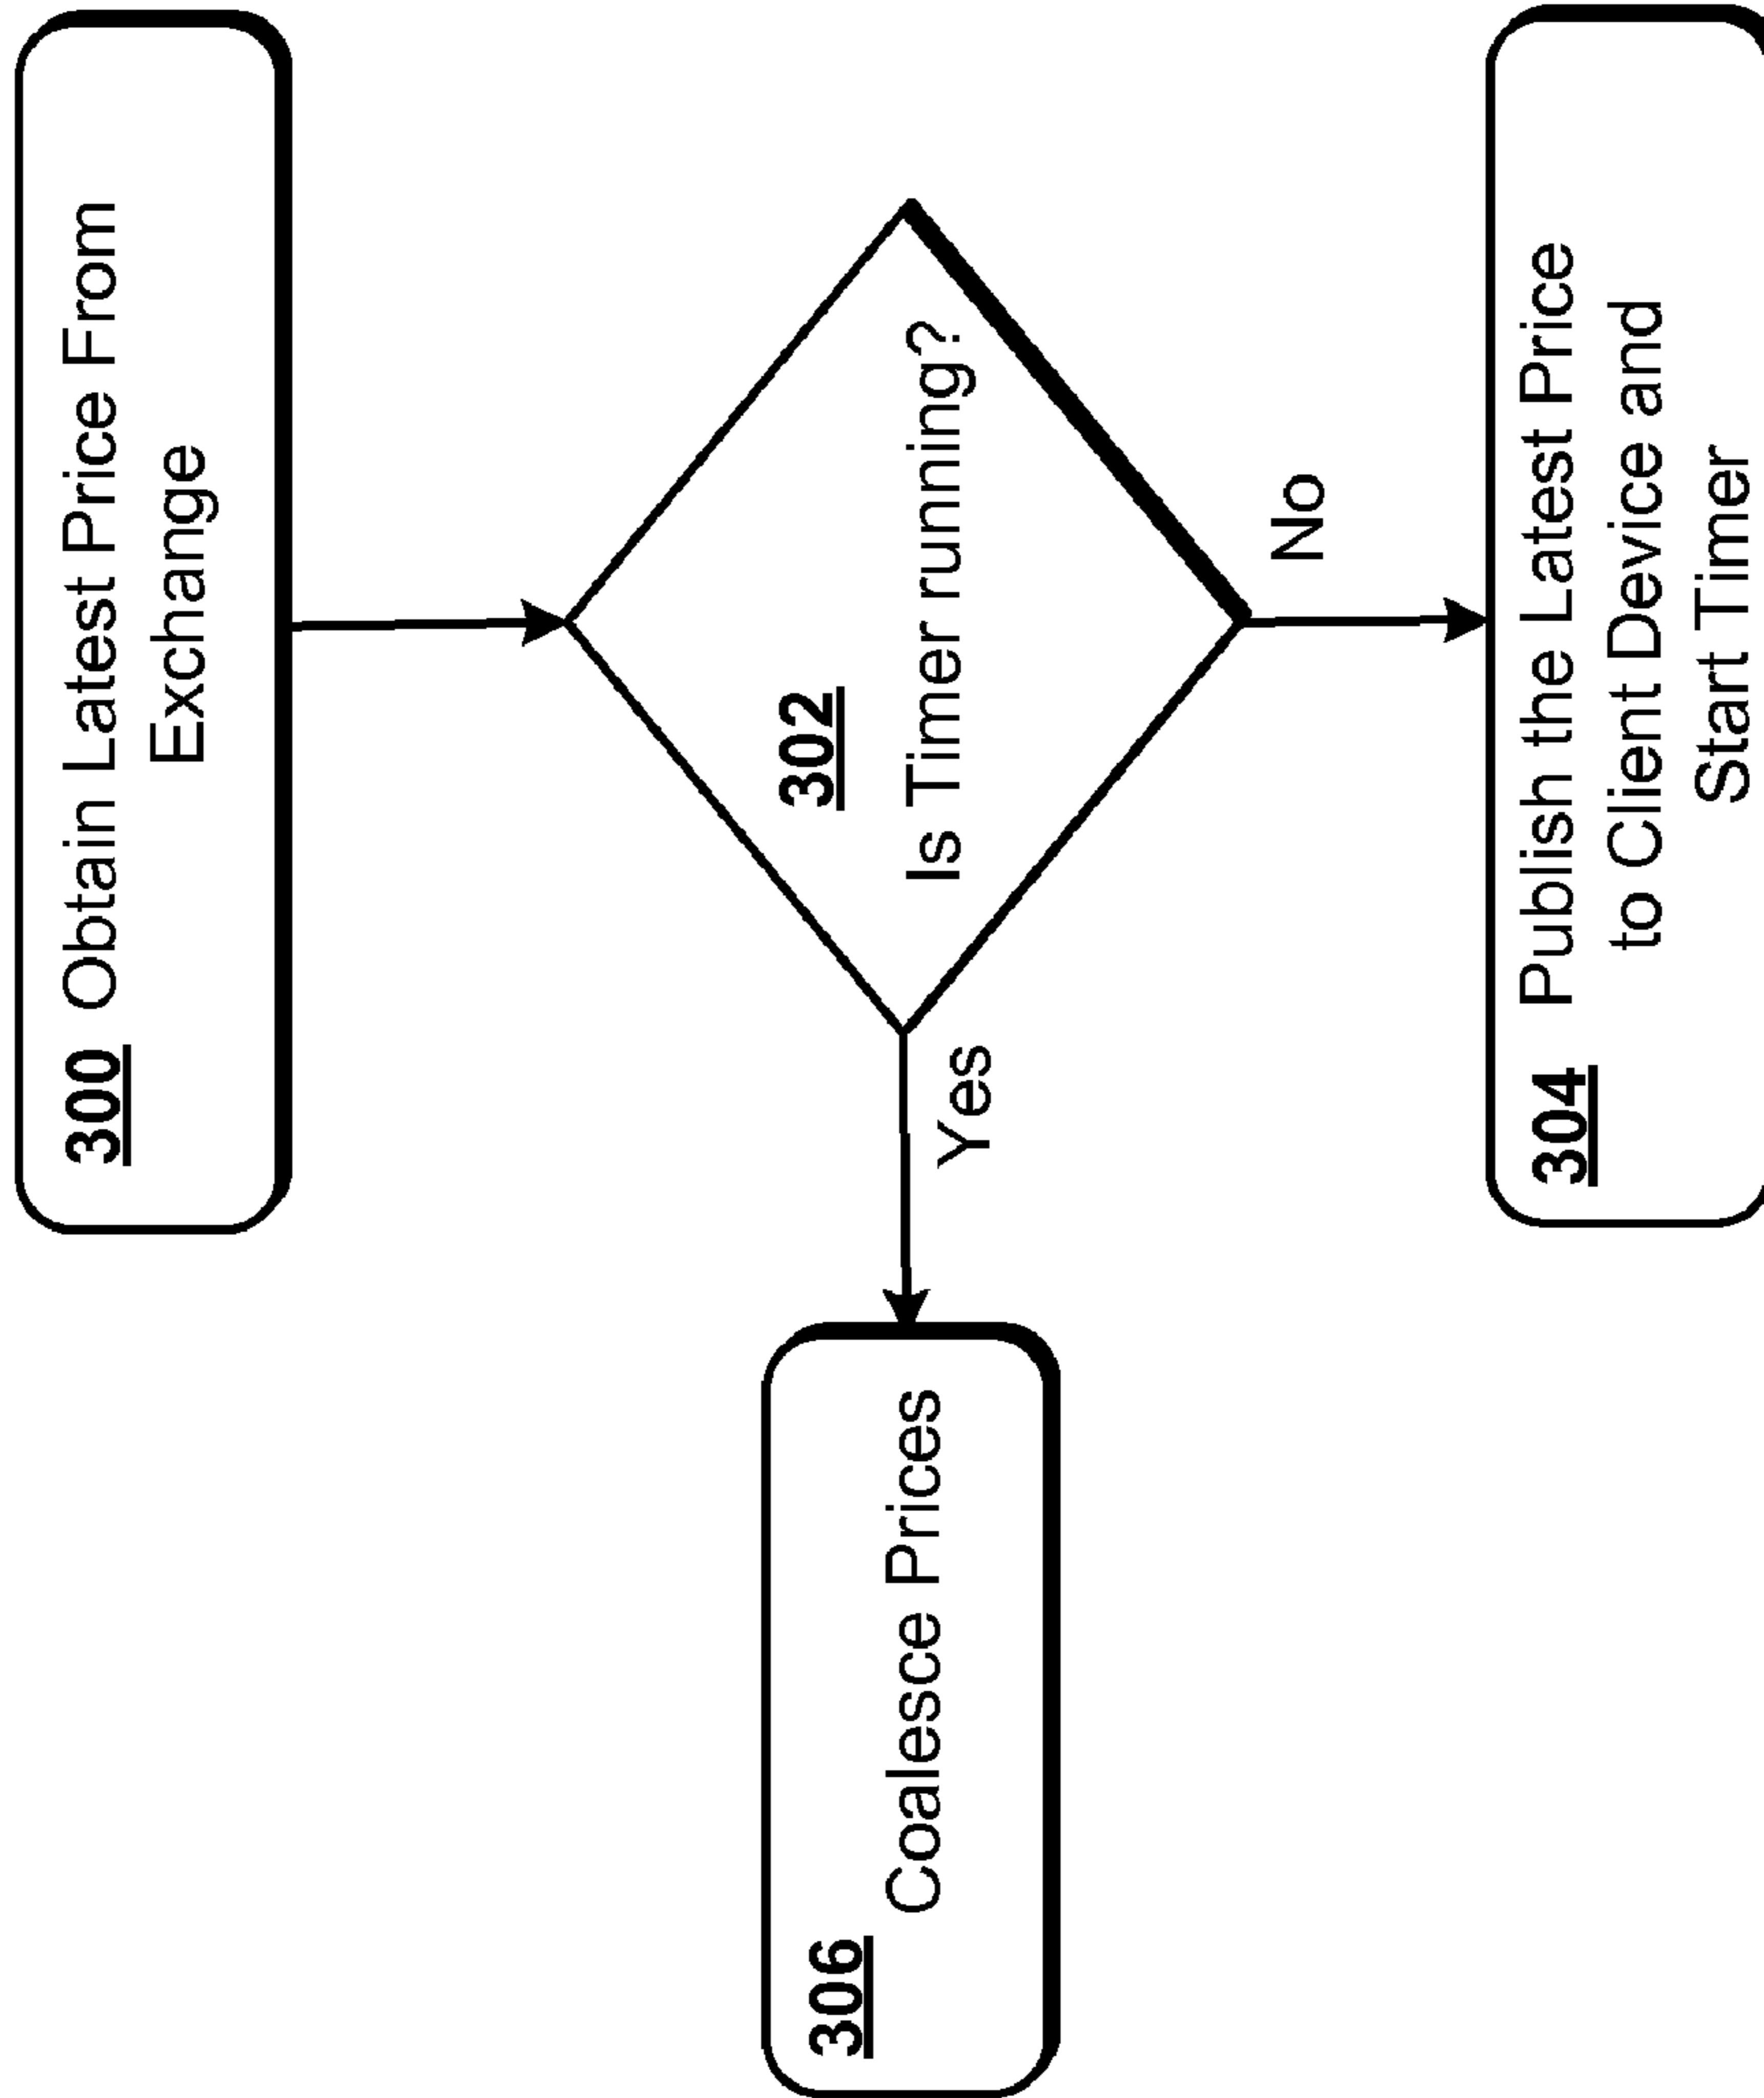 300 Obtain Latest Price From
Exchange
302
Is Timer running?
Yes
No
306
Coalesce Prices
304 Publish the Latest Price
to Client Device and
Start Timer